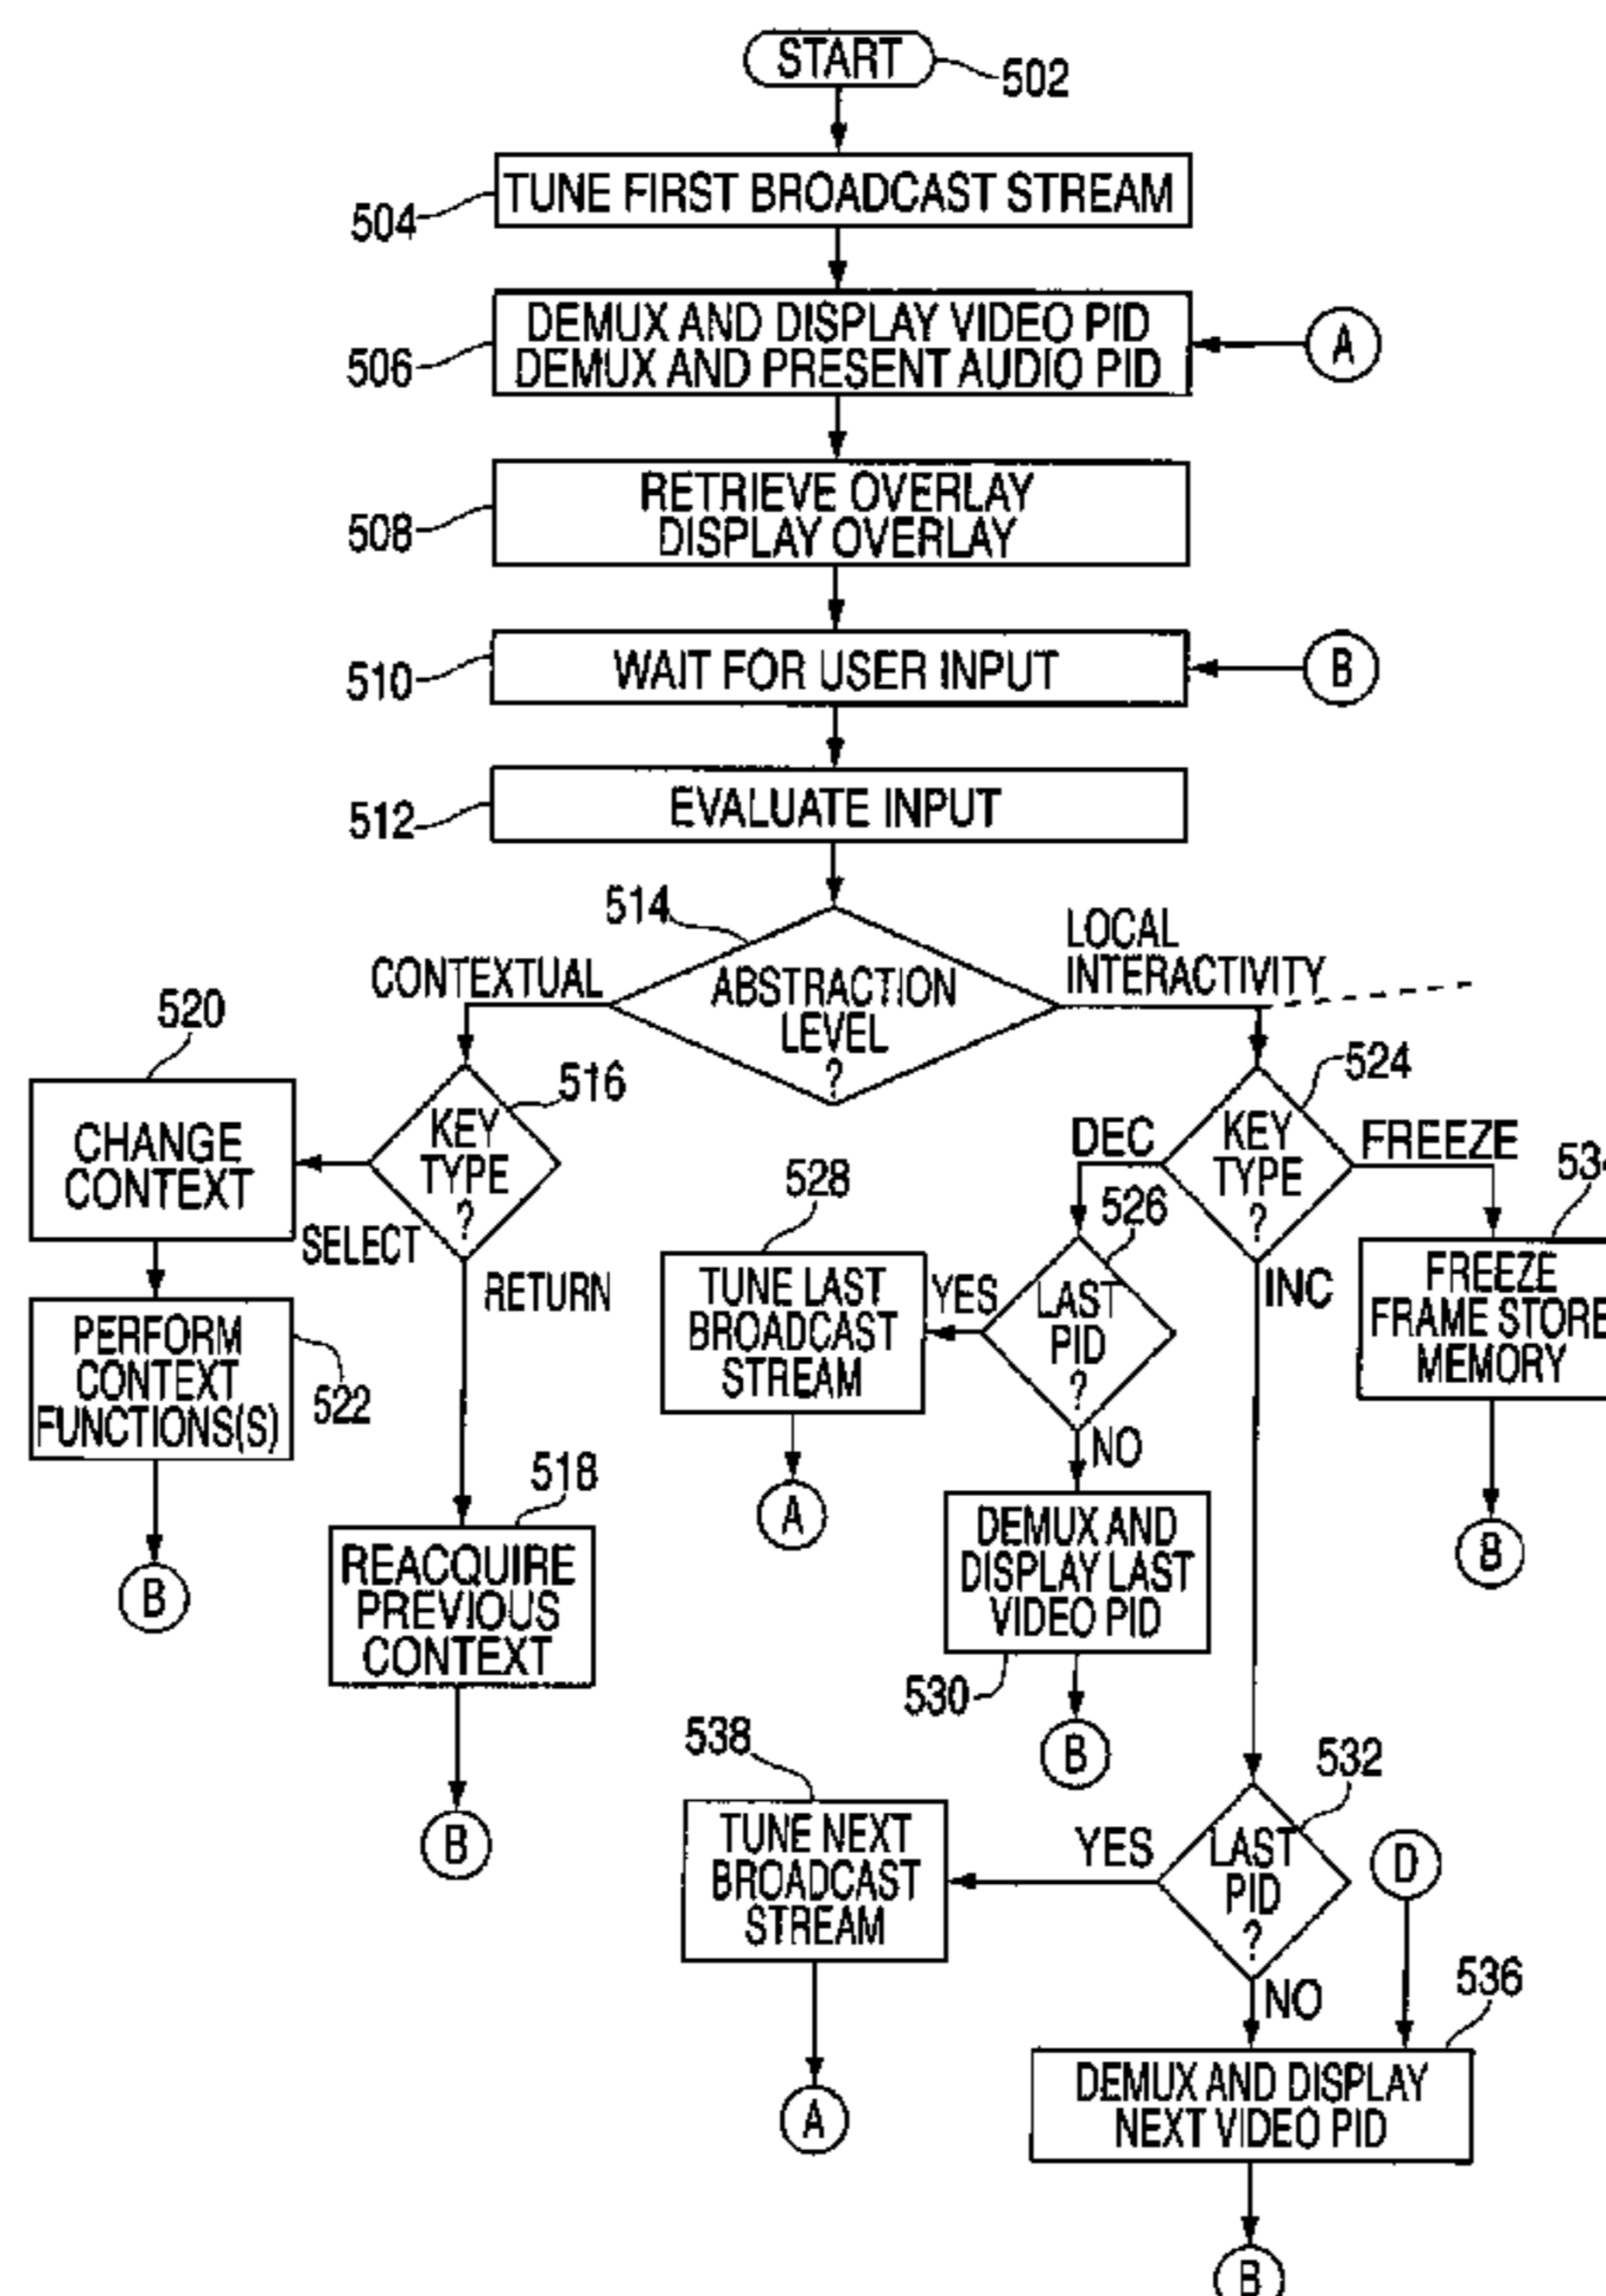 START
502
TUNE FIRST BROADCAST STREAM
504
DEMUX AND DISPLAY VIDEO PID
DEMUX AND PRESENT AUDIO PID
506
A
RETRIEVE OVERLAY
DISPLAY OVERLAY
508
WAIT FOR USER INPUT
510
B
EVALUATE INPUT
512
514
ABSTRACTION
LEVEL
?
CONTEXTUAL
LOCAL
INTERACTIVITY
520
CHANGE
CONTEXT
516
KEY
TYPE
?
SELECT
RETURN
PERFORM
CONTEXT
FUNCTIONS(S)
522
B
518
REACQUIRE
PREVIOUS
CONTEXT
B
524
KEY
TYPE
?
DEC
FREEZE
INC
528
TUNE LAST
BROADCAST
STREAM
A
526
LAST
PID
?
YES
NO
DEMUX AND
DISPLAY LAST
VIDEO PID
530
B
534
FREEZE
FRAME STORE
MEMORY
B
538
TUNE NEXT
BROADCAST
STREAM
A
532
LAST
PID
?
YES
NO
D
536
DEMUX AND DISPLAY
NEXT VIDEO PID
B